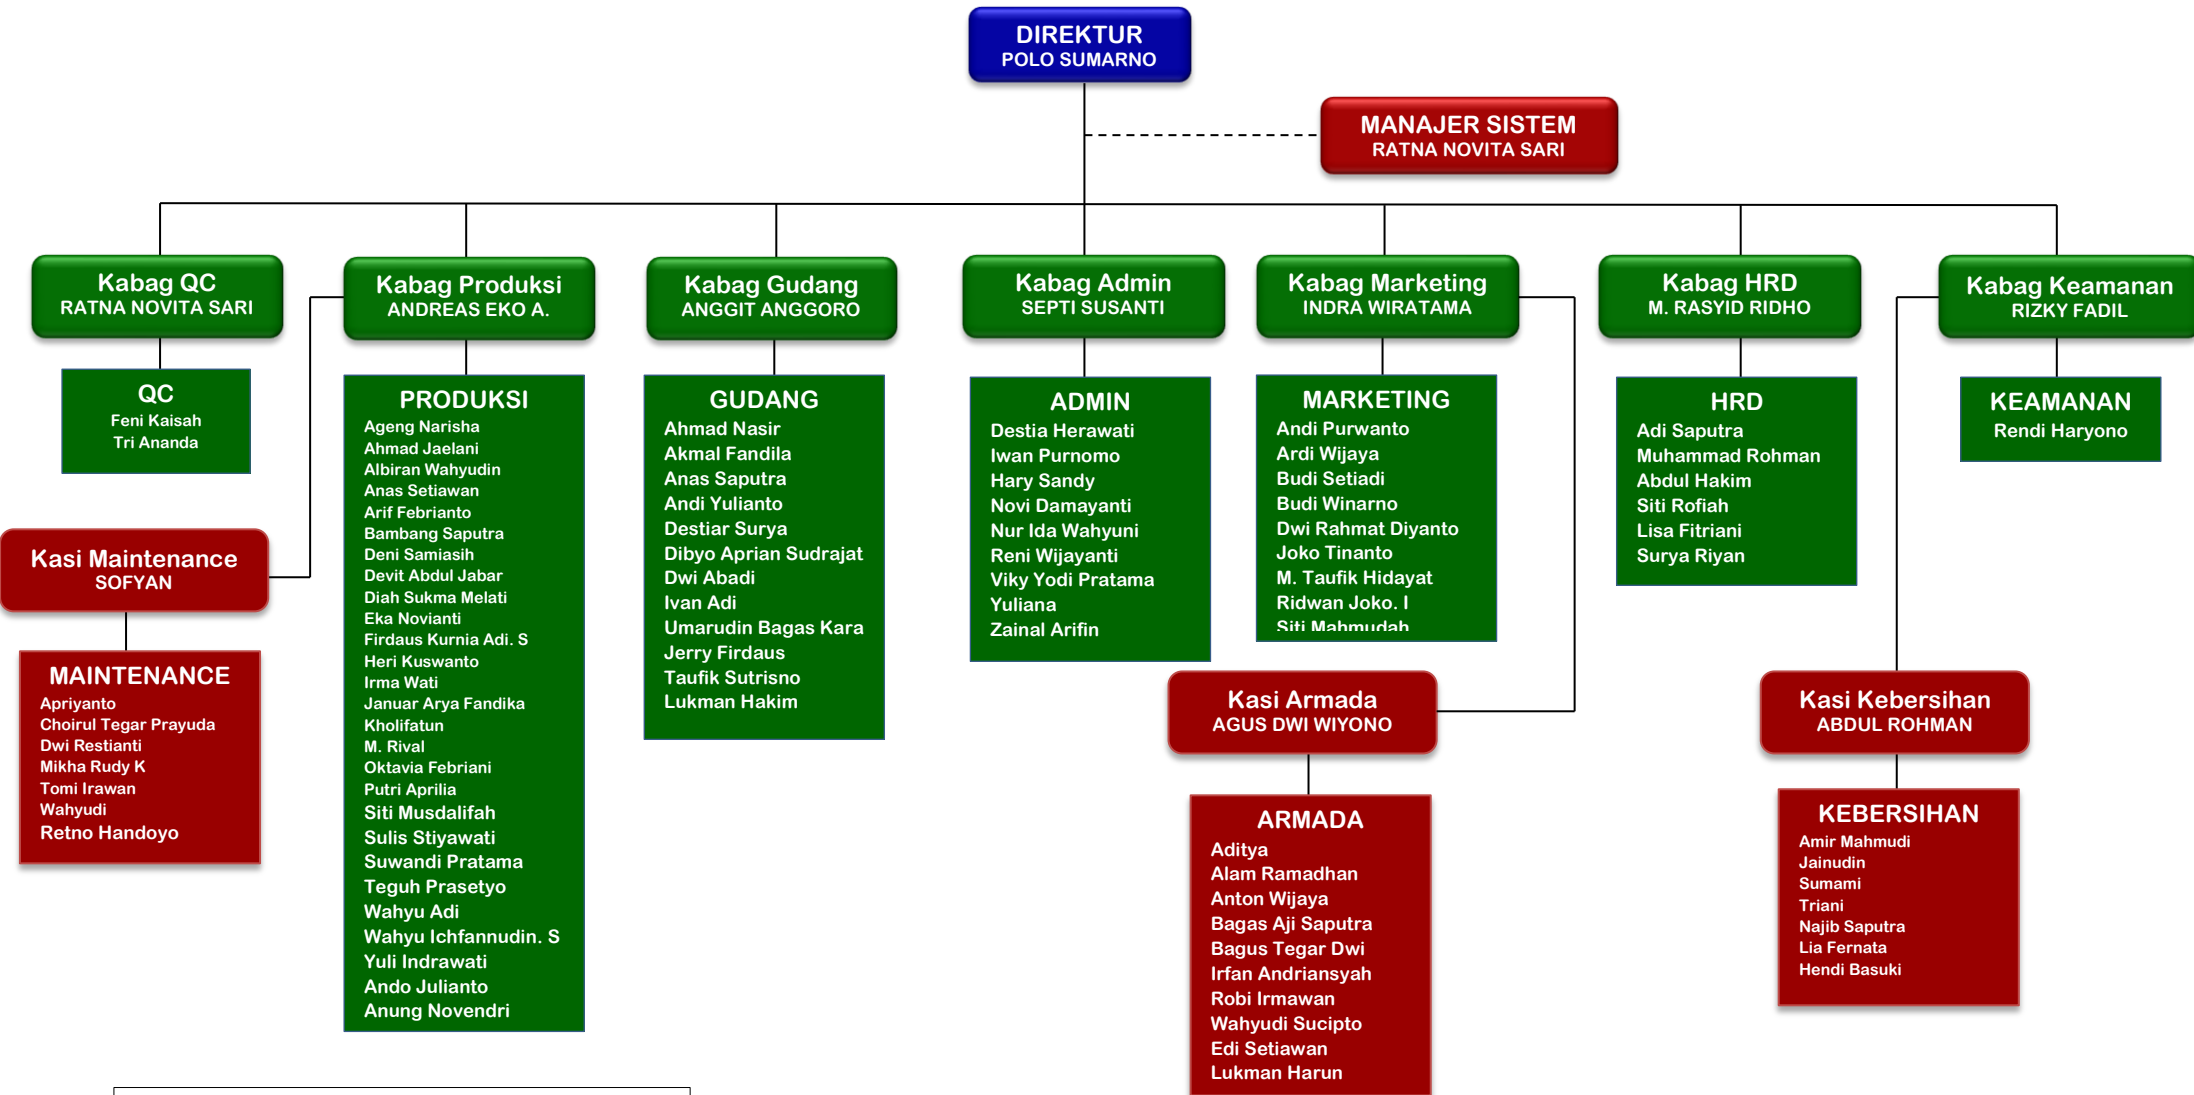 DIREKTUR
POLO SUMARNO
MANAJER SISTEM
RATNA NOVITA SARI
Kabag QC
RATNA NOVITA SARI
Kabag Produksi
ANDREAS EKO A.
Kabag Gudang
ANGGIT ANGGORO
Kabag Admin
SEPTI SUSANTI
Kabag Marketing
INDRA WIRATAMA
Kabag HRD
M. RASYID RIDHO
Kabag Keamanan
RIZKY FADIL
QC
Feni Kaisah
Tri Ananda
PRODUKSI
Ageng Narisha
Ahmad Jaelani
Albiran Wahyudin
Anas Setiawan
Arif Febrianto
Bambang Saputra
Deni Samiasih
Devit Abdul Jabar
Diah Sukma Melati
Eka Novianti
Firdaus Kurnia Adi. S
Heri Kuswanto
Irma Wati
Januar Arya Fandika
Kholifatun
M. Rival
Oktavia Febriani
Putri Aprilia
Siti Musdalifah
Sulis Stiyawati
Suwandi Pratama
Teguh Prasetyo
Wahyu Adi
Wahyu Ichfannudin. S
Yuli Indrawati
Ando Julianto
Anung Novendri
GUDANG
Ahmad Nasir
Akmal Fandila
Anas Saputra
Andi Yulianto
Destiar Surya
Dibyo Aprian Sudrajat
Dwi Abadi
Ivan Adi
Umarudin Bagas Kara
Jerry Firdaus
Taufik Sutrisno
Lukman Hakim
ADMIN
Destia Herawati
Iwan Purnomo
Hary Sandy
Novi Damayanti
Nur Ida Wahyuni
Reni Wijayanti
Viky Yodi Pratama
Yuliana
Zainal Arifin
MARKETING
Andi Purwanto
Ardi Wijaya
Budi Setiadi
Budi Winarno
Dwi Rahmat Diyanto
Joko Tinanto
M. Taufik Hidayat
Ridwan Joko. I
Siti Mahmudah
HRD
Adi Saputra
Muhammad Rohman
Abdul Hakim
Siti Rofiah
Lisa Fitriani
Surya Riyan
KEAMANAN
Rendi Haryono
Kasi Maintenance
SOFYAN
MAINTENANCE
Apriyanto
Choirul Tegar Prayuda
Dwi Restianti
Mikha Rudy K
Tomi Irawan
Wahyudi
Retno Handoyo
Kasi Armada
AGUS DWI WIYONO
ARMADA
Aditya
Alam Ramadhan
Anton Wijaya
Bagas Aji Saputra
Bagus Tegar Dwi
Irfan Andriansyah
Robi Irmawan
Wahyudi Sucipto
Edi Setiawan
Lukman Harun
Kasi Kebersihan
ABDUL ROHMAN
KEBERSIHAN
Amir Mahmudi
Jainudin
Sumami
Triani
Najib Saputra
Lia Fernata
Hendi Basuki